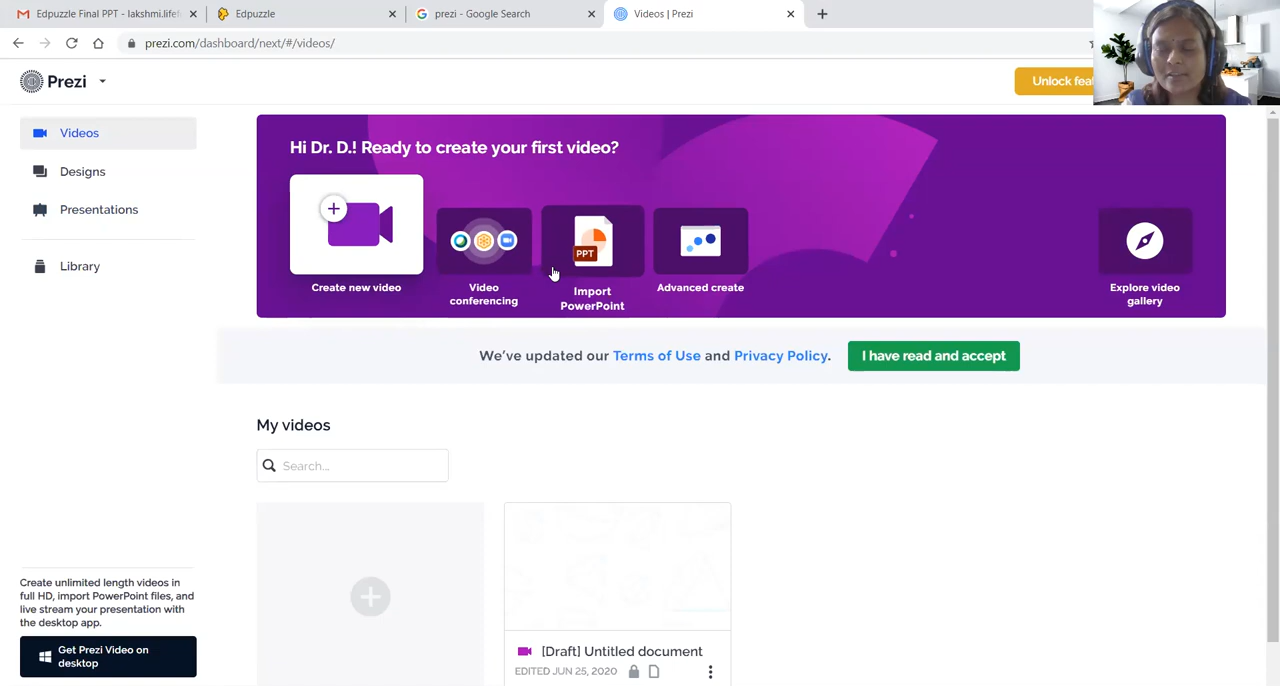 Edpuzzle Final PPT - lakshmi.lifef
Edpuzzle
prezi - Google Search
Videos | Prezi
prezi.com/dashboard/next/#/videos/
Prezi
Unlock fea
Videos
Designs
Presentations
Library
Hi Dr. D.! Ready to create your first video?
PPT
Create new video
Video
conferencing
Import
PowerPoint
Advanced create
Explore video
gallery
We've updated our Terms of Use and Privacy Policy.
I have read and accept
My videos
Search...
[Draft] Untitled document
EDITED JUN 25, 2020
Create unlimited length videos in
full HD, import PowerPoint files, and
live stream your presentation with
the desktop app.
Get Prezi Video on
desktop